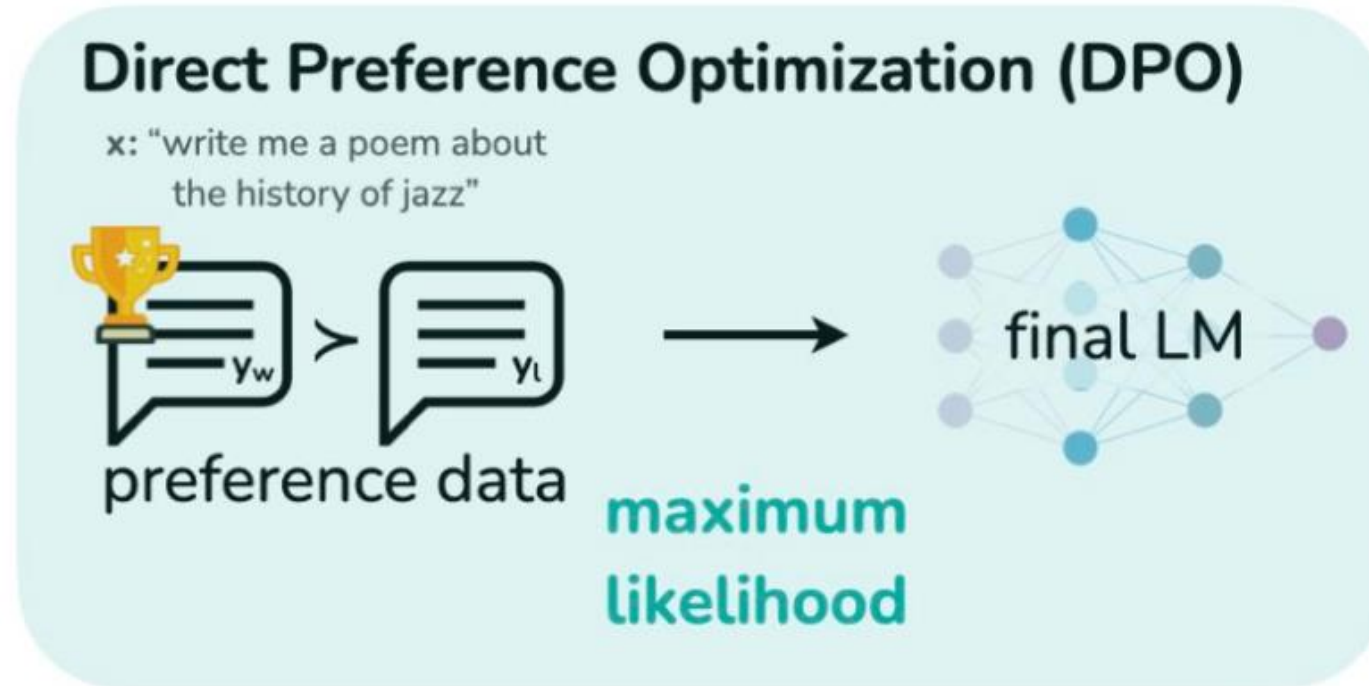 Direct Preference Optimization (DPO)
x: “write me a poem about
the history of jazz”
yw
≻
yl
final LM
preference data
maximum
likelihood